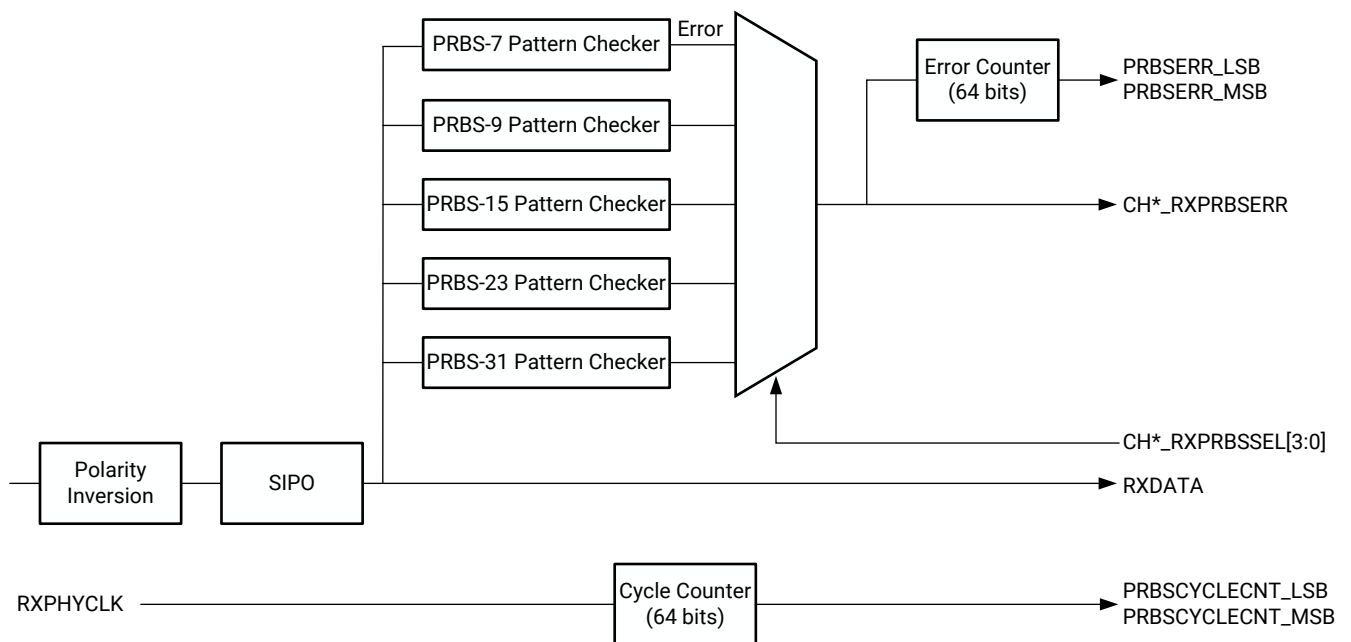 PRBS-7 Pattern Checker
Error
PRBS-9 Pattern Checker
PRBS-15 Pattern Checker
PRBS-23 Pattern Checker
PRBS-31 Pattern Checker
Error Counter
(64 bits)
PRBSERR_LSB
PRBSERR_MSB
CH*_RXPRBSERR
CH*_RXPRBSSEL[3:0]
Polarity
Inversion
SIPO
RXDATA
RXPHYCLK
Cycle Counter
(64 bits)
PRBSCYCLECNT_LSB
PRBSCYCLECNT_MSB